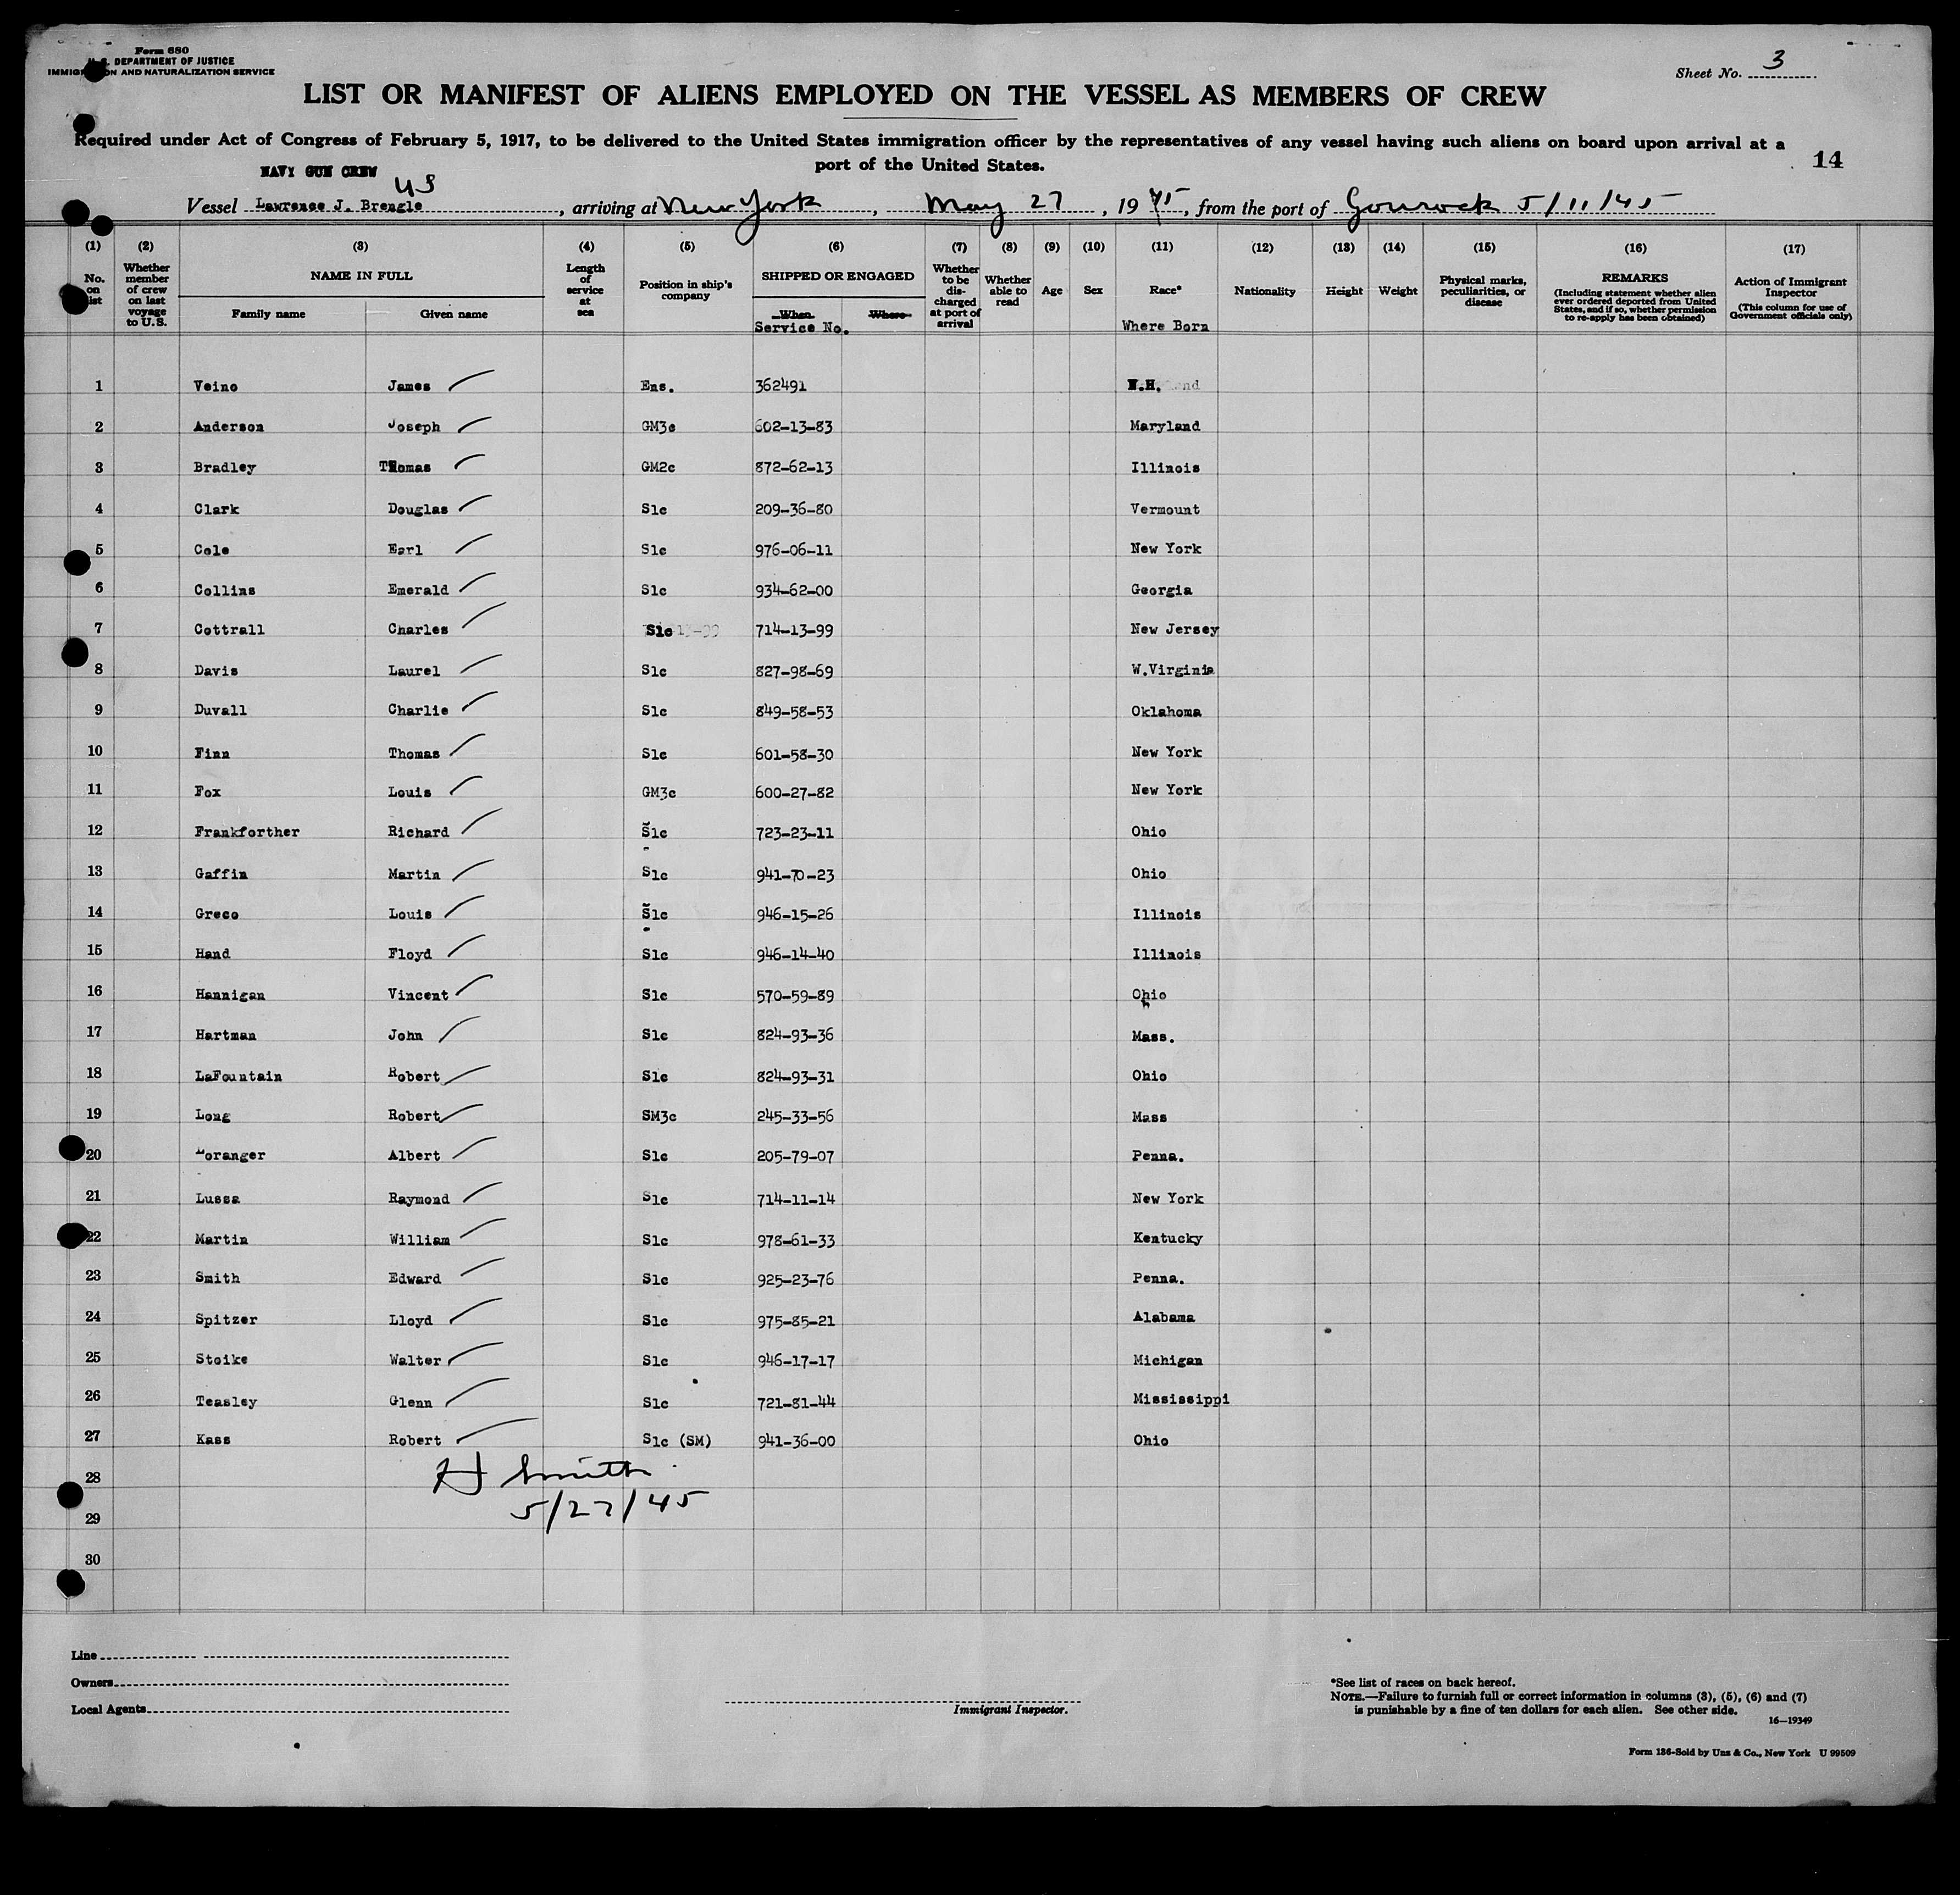 Form 680
U. S. DEPARTMENT OF JUSTICE
IMMIGRATION AND NATURALIZATION SERVICE
Sheet No. 3
LIST OR MANIFEST OF ALIENS EMPLOYED ON THE VESSEL AS MEMBERS OF CREW
Required under Act of Congress of February 5, 1917, to be delivered to the United States immigration officer by the representatives of any vessel having such aliens on board upon arrival at a
port of the United States.
14
NAVY GUN CREW
US
Vessel Lawrence J. Brengle, arriving at New York, May 27, 1945, from the port of Gourock 5/11/45
(1) (2) (3) (4) (5) (6) (7) (8) (9) (10) (11) (12) (13) (14) (15) (16) (17)
No. on list
Whether member of crew on last voyage to U.S.
NAME IN FULL
Family name Given name
Length of service at sea
Position in ship's company
SHIPPED OR ENGAGED
When Where
Service No.
Whether to be discharged at port of arrival
Whether able to read
Age
Sex
Race*
Where Born
Nationality
Height
Weight
Physical marks, peculiarities, or disease
REMARKS
(Including statement whether alien ever ordered deported from United States, and if so, whether permission to re-apply has been obtained)
Action of Immigrant Inspector
(This column for use of Government officials only)
1 Veino James Ens. 362491 N.H.
2 Anderson Joseph GM3c 602-13-83 Maryland
3 Bradley Thomas GM2c 872-62-13 Illinois
4 Clark Douglas S1c 209-36-80 Vermount
5 Cole Earl S1c 976-06-11 New York
6 Collins Emerald S1c 934-62-00 Georgia
7 Cottrall Charles S1c 714-13-99 New Jersey
8 Davis Laurel S1c 827-98-69 W.Virginia
9 Duvall Charlie S1c 849-58-53 Oklahoma
10 Finn Thomas S1c 601-58-30 New York
11 Fox Louis GM3c 600-27-82 New York
12 Frankforther Richard S1c 723-23-11 Ohio
13 Gaffin Martin S1c 941-70-23 Ohio
14 Greco Louis S1c 946-15-26 Illinois
15 Hand Floyd S1c 946-14-40 Illinois
16 Hannigan Vincent S1c 570-59-89 Ohio
17 Hartman John S1c 824-93-36 Mass.
18 LaFountain Robert S1c 824-93-31 Ohio
19 Long Robert SM3c 245-33-56 Mass
20 Loranger Albert S1c 205-79-07 Penna.
21 Lussa Raymond S1c 714-11-14 New York
22 Martin William S1c 978-61-33 Kentucky
23 Smith Edward S1c 925-23-76 Penna.
24 Spitzer Lloyd S1c 975-85-21 Alabama
25 Stoike Walter S1c 946-17-17 Michigan
26 Teasley Glenn S1c 721-81-44 Mississippi
27 Kass Robert S1c (SM) 941-36-00 Ohio
28
H Smith
5/27/45
29
30
Line
Owners
Local Agents
Immigrant Inspector.
*See list of races on back hereof.
NOTE.—Failure to furnish full or correct information in columns (3), (5), (6) and (7)
is punishable by a fine of ten dollars for each alien. See other side.
16—19349
Form 136-Sold by Unz & Co., New York U 99509